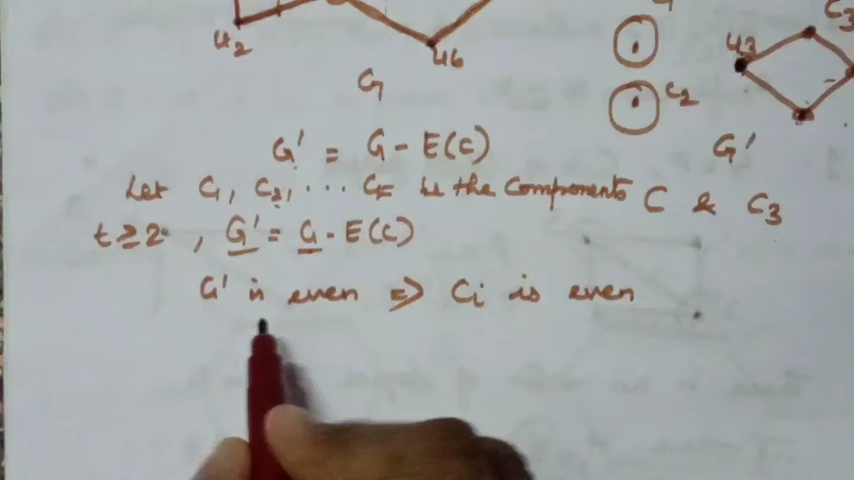 C3
u2
u6
u3
C2
G
G'
G' = G - E(C)
Let C1, C2, ... Ct be the components C & C3
t ≥ 2, G' = G - E(C)
G' is even => Ci is even